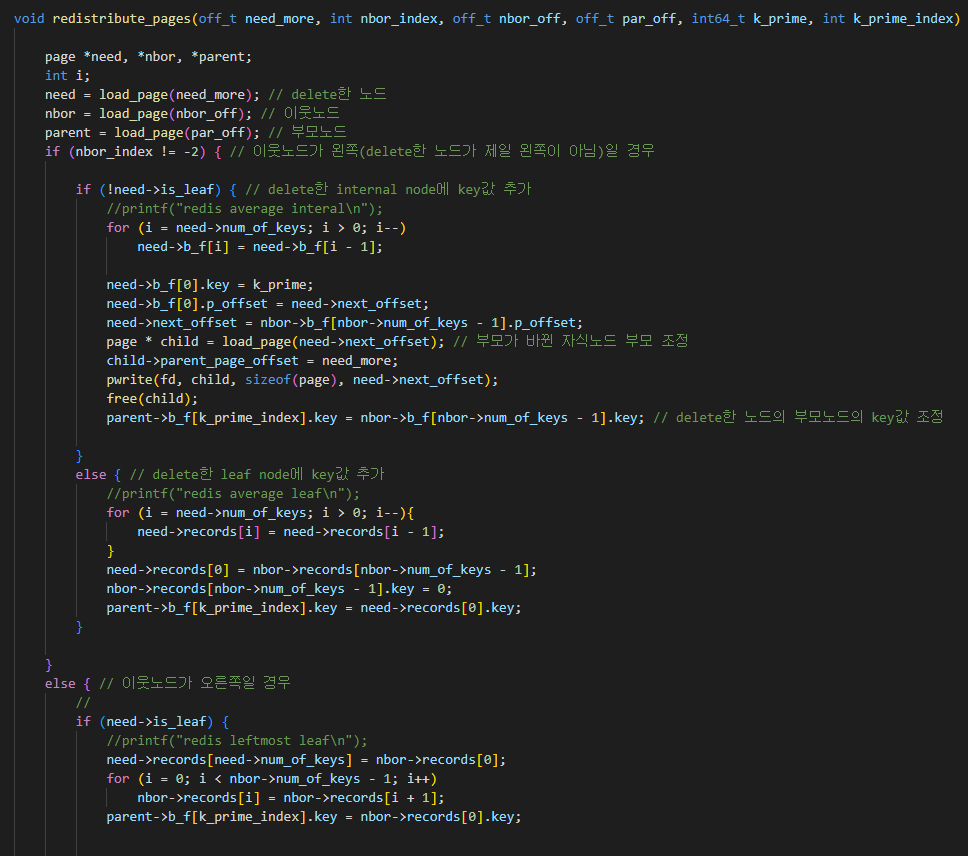 void redistribute_pages(off_t need_more, int nbor_index, off_t nbor_off, off_t par_off, int64_t k_prime, int k_prime_index)
page *need, *nbor, *parent;
int i;
need = load_page(need_more); // delete한 노드
nbor = load_page(nbor_off); // 이웃노드
parent = load_page(par_off); // 부모노드
if (nbor_index != -2) { // 이웃노드가 왼쪽(delete한 노드가 제일 왼쪽이 아님)일 경우
if (!need->is_leaf) { // delete한 internal node에 key값 추가
//printf("redis average interal\n");
for (i = need->num_of_keys; i > 0; i--)
need->b_f[i] = need->b_f[i - 1];
need->b_f[0].key = k_prime;
need->b_f[0].p_offset = need->next_offset;
need->next_offset = nbor->b_f[nbor->num_of_keys - 1].p_offset;
page * child = load_page(need->next_offset); // 부모가 바뀐 자식노드 부모 조정
child->parent_page_offset = need_more;
pwrite(fd, child, sizeof(page), need->next_offset);
free(child);
parent->b_f[k_prime_index].key = nbor->b_f[nbor->num_of_keys - 1].key; // delete한 노드의 부모노드의 key값 조정
}
else { // delete한 leaf node에 key값 추가
//printf("redis average leaf\n");
for (i = need->num_of_keys; i > 0; i--){
need->records[i] = need->records[i - 1];
}
need->records[0] = nbor->records[nbor->num_of_keys - 1];
nbor->records[nbor->num_of_keys - 1].key = 0;
parent->b_f[k_prime_index].key = need->records[0].key;
}
}
else { // 이웃노드가 오른쪽일 경우
//
if (need->is_leaf) {
//printf("redis leftmost leaf\n");
need->records[need->num_of_keys] = nbor->records[0];
for (i = 0; i < nbor->num_of_keys - 1; i++)
nbor->records[i] = nbor->records[i + 1];
parent->b_f[k_prime_index].key = nbor->records[0].key;